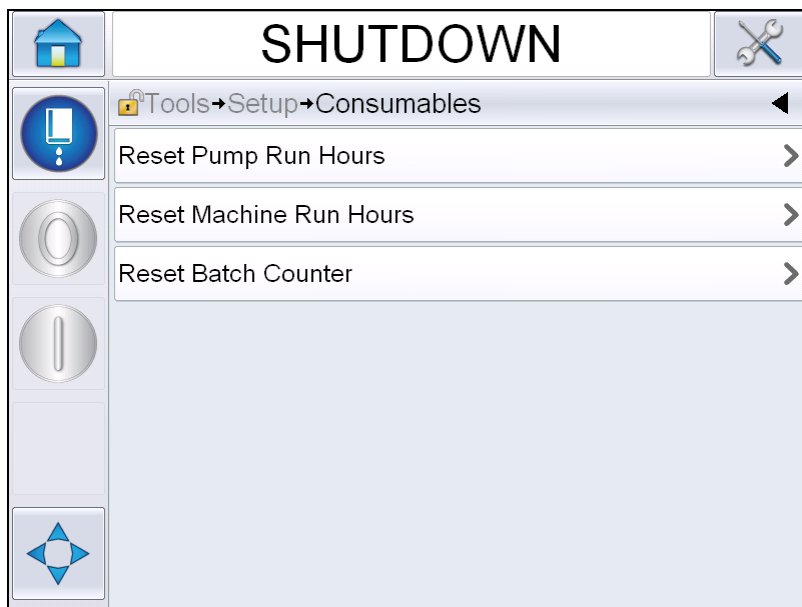 SHUTDOWN
Tools→Setup→Consumables
Reset Pump Run Hours
Reset Machine Run Hours
Reset Batch Counter